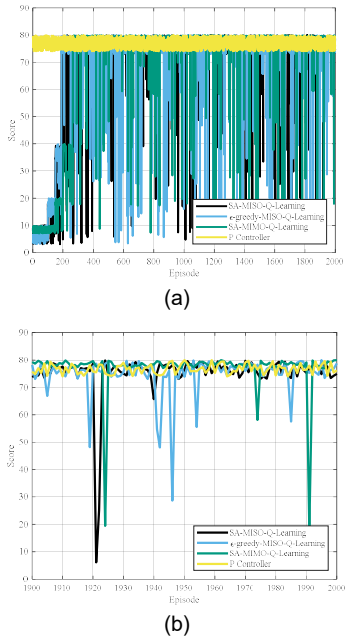 90
80
70
60
50
40
30
20
10
0
Score
0 200 400 600 800 1000 1200 1400 1600 1800 2000
Episode
SA-MISO-Q-Learning
ϵ-greedy-MISO-Q-Learning
SA-MIMO-Q-Learning
P Controller
(a)
90
80
70
60
50
40
30
20
10
0
Score
1900 1910 1920 1930 1940 1950 1960 1970 1980 1990 2000
Episode
SA-MISO-Q-Learning
ϵ-greedy-MISO-Q-Learning
SA-MIMO-Q-Learning
P Controller
(b)